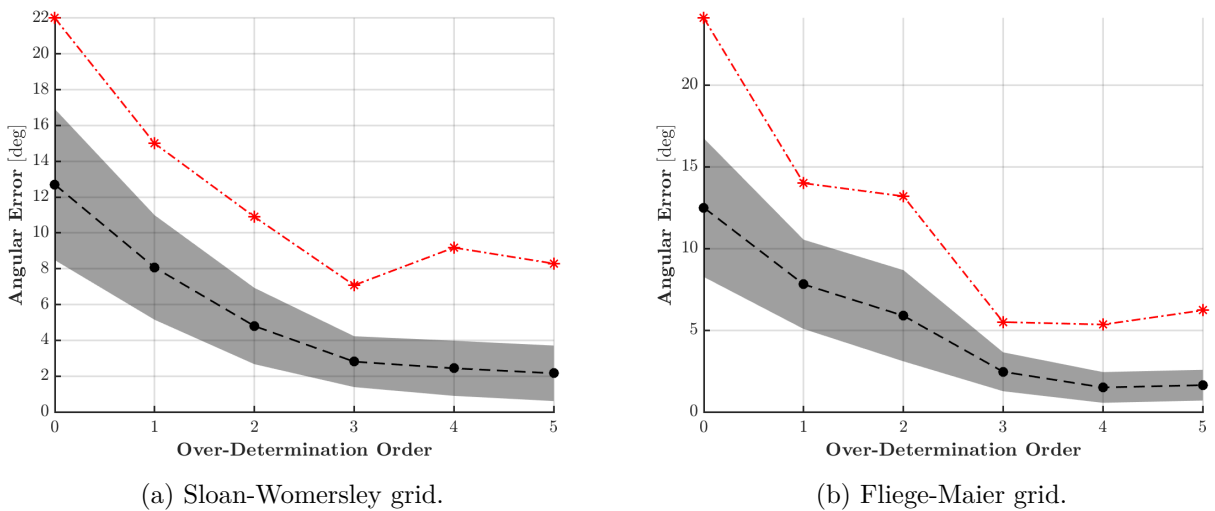 22
20
18
16
14
12
10
8
6
4
2
0
Angular Error [deg]
0 1 2 3 4 5
Over-Determination Order
(a) Sloan-Womersley grid.
20
15
10
5
0
Angular Error [deg]
0 1 2 3 4 5
Over-Determination Order
(b) Fliege-Maier grid.